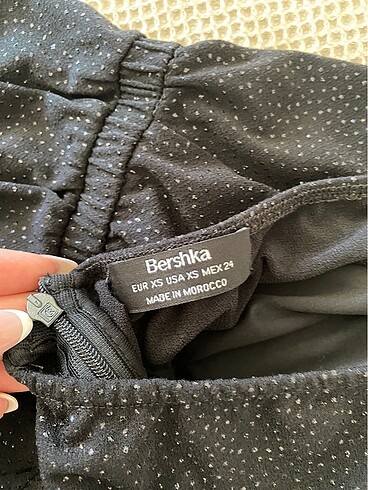 Bershka
EUR XS USA XS MEX 24
MADE IN MOROCCO